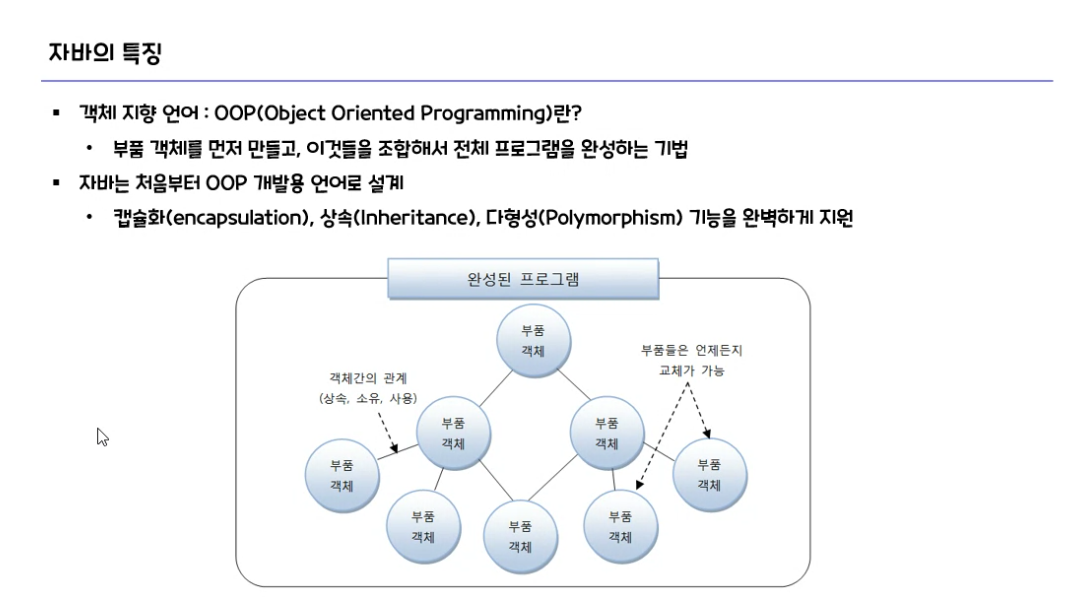 자바의 특징
▪ 객체 지향 언어 : OOP(Object Oriented Programming)란?
• 부품 객체를 먼저 만들고, 이것들을 조합해서 전체 프로그램을 완성하는 기법
▪ 자바는 처음부터 OOP 개발용 언어로 설계
• 캡슐화(encapsulation), 상속(Inheritance), 다형성(Polymorphism) 기능을 완벽하게 지원
완성된 프로그램
부품
객체
부품들은 언제든지
교체가 가능
객체간의 관계
(상속, 소유, 사용)
부품
객체
부품
객체
부품
객체
부품
객체
부품
객체
부품
객체
부품
객체